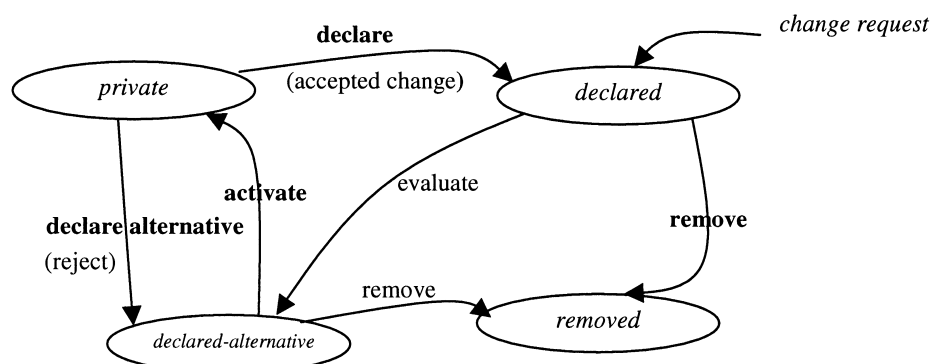 change request
declare
(accepted change)
private
declared
evaluate
activate
declare alternative
(reject)
remove
remove
declared-alternative
removed